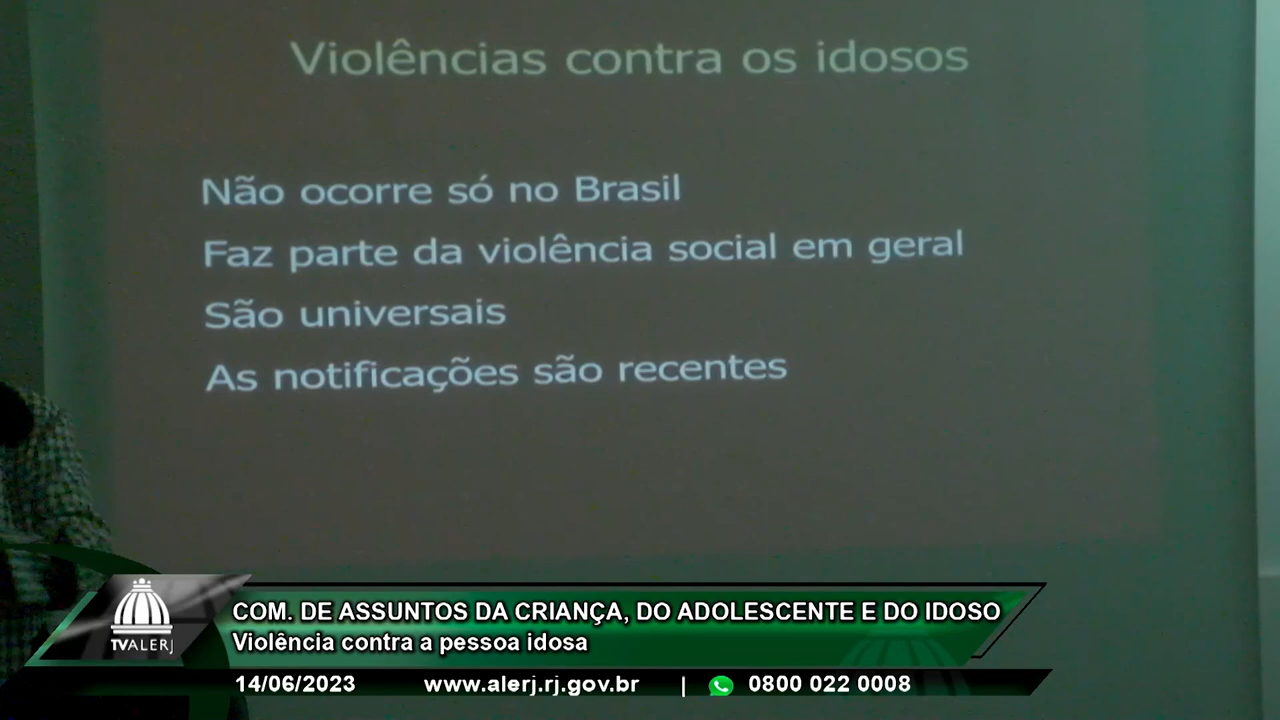 Violências contra os idosos
Não ocorre só no Brasil
Faz parte da violência social em geral
São universais
As notificações são recentes
COM. DE ASSUNTOS DA CRIANÇA, DO ADOLESCENTE E DO IDOSO
Violência contra a pessoa idosa
TVALERJ
14/06/2023 www.alerj.rj.gov.br | 0800 022 0008